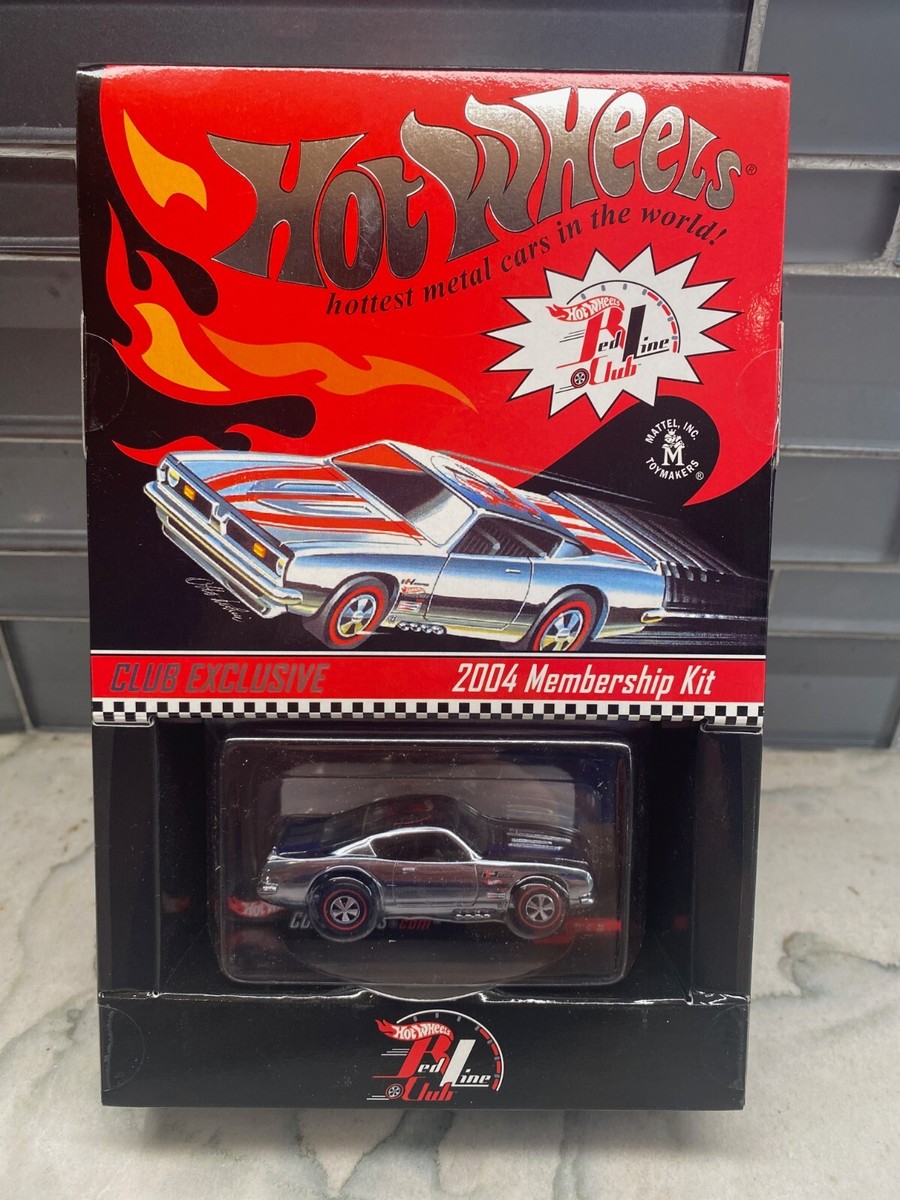 Hot Wheels®
hottest metal cars in the world!
Hot Wheels
Red Line
Club
MATTEL, INC.
M
TOYMAKERS ®
CLUB EXCLUSIVE
2004 Membership Kit
Hot Wheels
Red Line
Club